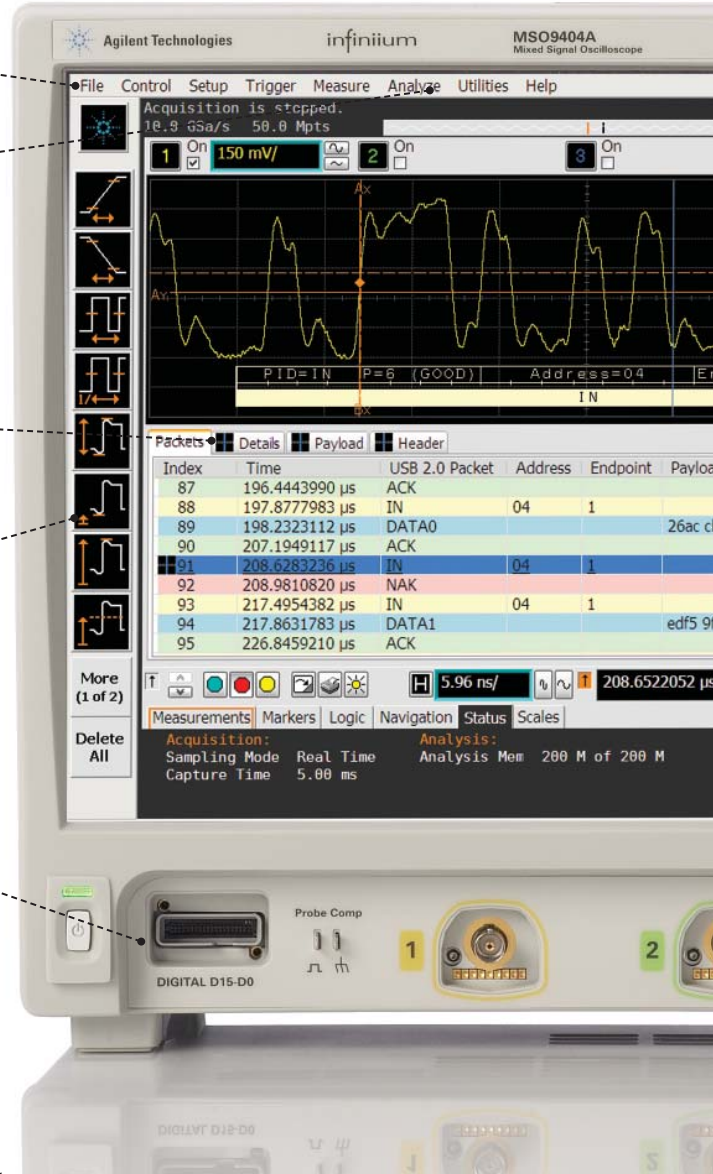 Agilent Technologies infiniium MSO9404A
Mixed Signal Oscilloscope
File Control Setup Trigger Measure Analyze Utilities Help
Acquisition is stopped.
GSa/s 50.0 Mpts
1 On 150 mV/ 2 On 3 On
Ax
Ay
PID=IN P=6 (GOOD) Address=04
IN
Bx
Packets Details Payload Header
Index Time USB 2.0 Packet Address Endpoint
87 196.4443990 µs ACK
88 197.8777983 µs IN 04 1
89 198.2323112 µs DATA0 26ac
90 207.1949117 µs ACK
91 208.6283236 µs IN 04 1
92 208.9810820 µs NAK
93 217.4954382 µs IN 04 1
94 217.8631783 µs DATA1 edf5
95 226.8459210 µs ACK
More
(1 of 2)
H 5.96 ns/ 208.6522052 µs
Measurements Markers Logic Navigation Status Scales
Delete
All
Acquisition: Analysis:
Sampling Mode Real Time Analysis Mem 200 M of 200 M
Capture Time 5.00 ms
Probe Comp
1 2
DIGITAL D15-D0